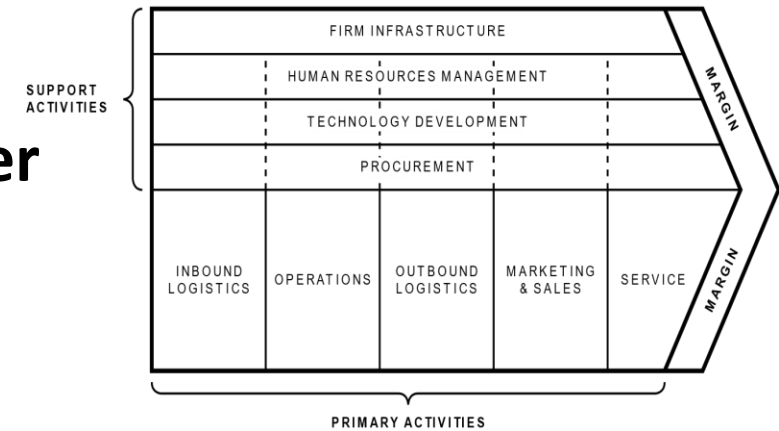 FIRM INFRASTRUCTURE
HUMAN RESOURCES MANAGEMENT
TECHNOLOGY DEVELOPMENT
PROCUREMENT
SUPPORT
ACTIVITIES
er
INBOUND
LOGISTICS
OPERATIONS
OUTBOUND
LOGISTICS
MARKETING
& SALES
SERVICE
MARGIN
MARGIN
PRIMARY ACTIVITIES